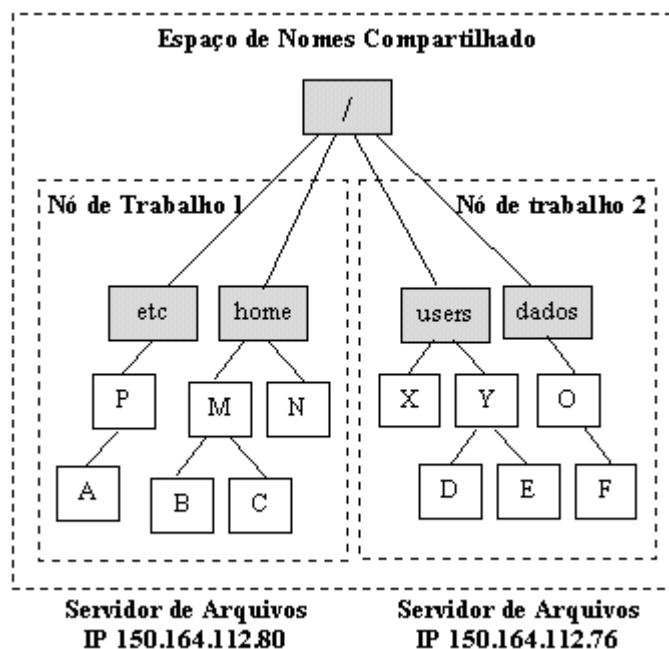 Espaço de Nomes Compartilhado
/
Nó de Trabalho 1
Nó de trabalho 2
etc
home
users
dados
P
M
N
X
Y
O
A
B
C
D
E
F
Servidor de Arquivos
IP 150.164.112.80
Servidor de Arquivos
IP 150.164.112.76